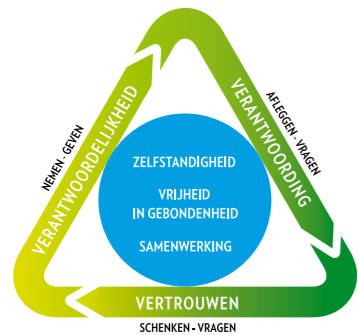 NEMEN - GEVEN
VERANTWOORDELIJKHEID
VERANTWOORDING
AFLEGGEN - VRAGEN
ZELFSTANDIGHEID
VRIJHEID
IN GEBONDENHEID
SAMENWERKING
VERTROUWEN
SCHENKEN - VRAGEN